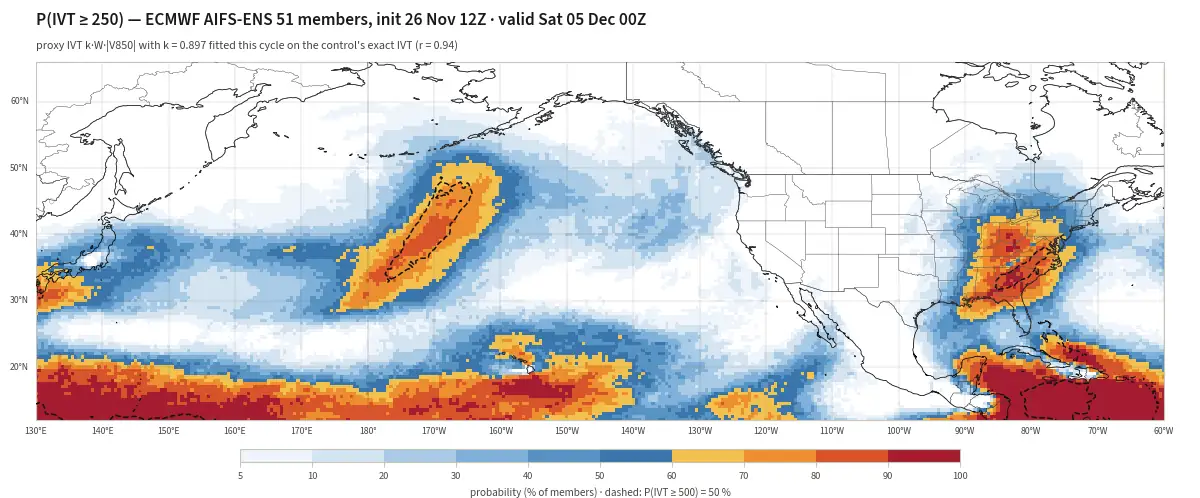 P(IVT ≥ 250) — ECMWF AIFS-ENS 51 members, init 26 Nov 12Z · valid Sat 05 Dec 00Z
proxy IVT k·W·|V850| with k = 0.897 fitted this cycle on the control's exact IVT (r = 0.94)
60°N
50°N
40°N
30°N
20°N
130°E 140°E 150°E 160°E 170°E 180° 170°W 160°W 150°W 140°W 130°W 120°W 110°W 100°W 90°W 80°W 70°W 60°W
5 10 20 30 40 50 60 70 80 90 100
probability (% of members) · dashed: P(IVT ≥ 500) = 50 %